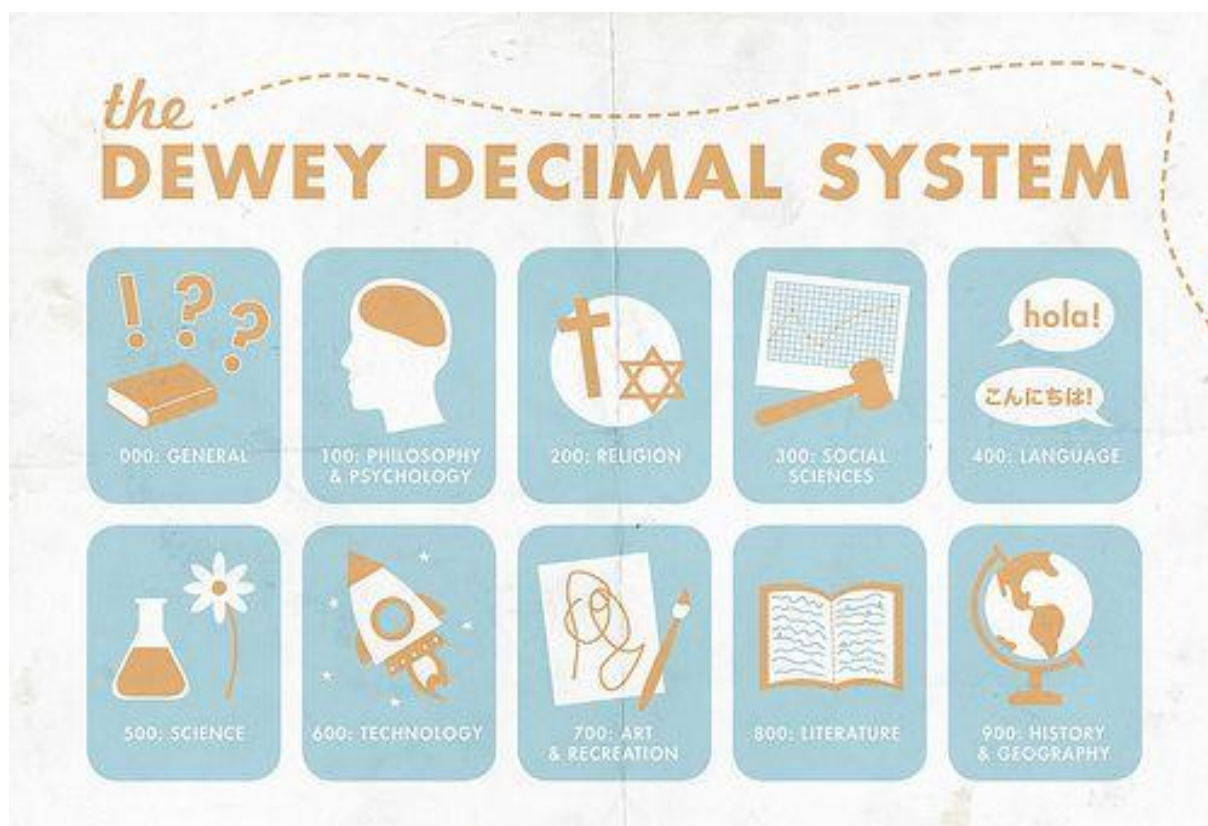 the
DEWEY DECIMAL SYSTEM
! ? ?
hola!
こんにちは!
000: GENERAL
100: PHILOSOPHY
& PSYCHOLOGY
200: RELIGION
300: SOCIAL
SCIENCES
400: LANGUAGE
500: SCIENCE
600: TECHNOLOGY
700: ART
& RECREATION
800: LITERATURE
900: HISTORY
& GEOGRAPHY